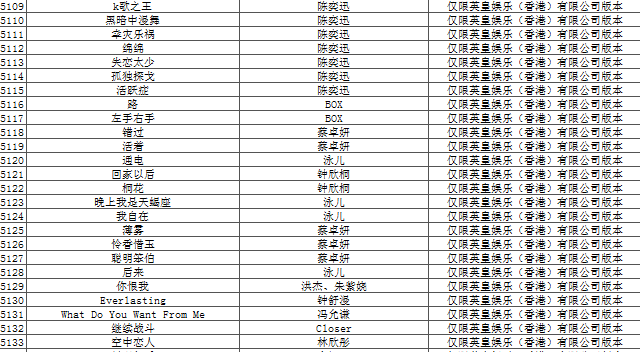 5109 k歌之王 陈奕迅 仅限英皇娱乐（香港）有限公司版本
5110 黑暗中漫舞 陈奕迅 仅限英皇娱乐（香港）有限公司版本
5111 幸灾乐祸 陈奕迅 仅限英皇娱乐（香港）有限公司版本
5112 绵绵 陈奕迅 仅限英皇娱乐（香港）有限公司版本
5113 失恋太少 陈奕迅 仅限英皇娱乐（香港）有限公司版本
5114 孤独探戈 陈奕迅 仅限英皇娱乐（香港）有限公司版本
5115 活跃症 陈奕迅 仅限英皇娱乐（香港）有限公司版本
5116 路 BOX 仅限英皇娱乐（香港）有限公司版本
5117 左手右手 BOX 仅限英皇娱乐（香港）有限公司版本
5118 错过 蔡卓妍 仅限英皇娱乐（香港）有限公司版本
5119 活着 蔡卓妍 仅限英皇娱乐（香港）有限公司版本
5120 通电 泳儿 仅限英皇娱乐（香港）有限公司版本
5121 回家以后 钟欣桐 仅限英皇娱乐（香港）有限公司版本
5122 桐花 钟欣桐 仅限英皇娱乐（香港）有限公司版本
5123 晚上我是天蝎座 泳儿 仅限英皇娱乐（香港）有限公司版本
5124 我自在 泳儿 仅限英皇娱乐（香港）有限公司版本
5125 薄雾 蔡卓妍 仅限英皇娱乐（香港）有限公司版本
5126 怜香惜玉 蔡卓妍 仅限英皇娱乐（香港）有限公司版本
5127 聪明笨伯 蔡卓妍 仅限英皇娱乐（香港）有限公司版本
5128 后来 泳儿 仅限英皇娱乐（香港）有限公司版本
5129 你恨我 洪杰、朱紫娆 仅限英皇娱乐（香港）有限公司版本
5130 Everlasting 钟舒漫 仅限英皇娱乐（香港）有限公司版本
5131 What Do You Want From Me 冯允谦 仅限英皇娱乐（香港）有限公司版本
5132 继续战斗 Closer 仅限英皇娱乐（香港）有限公司版本
5133 空中恋人 林欣彤 仅限英皇娱乐（香港）有限公司版本